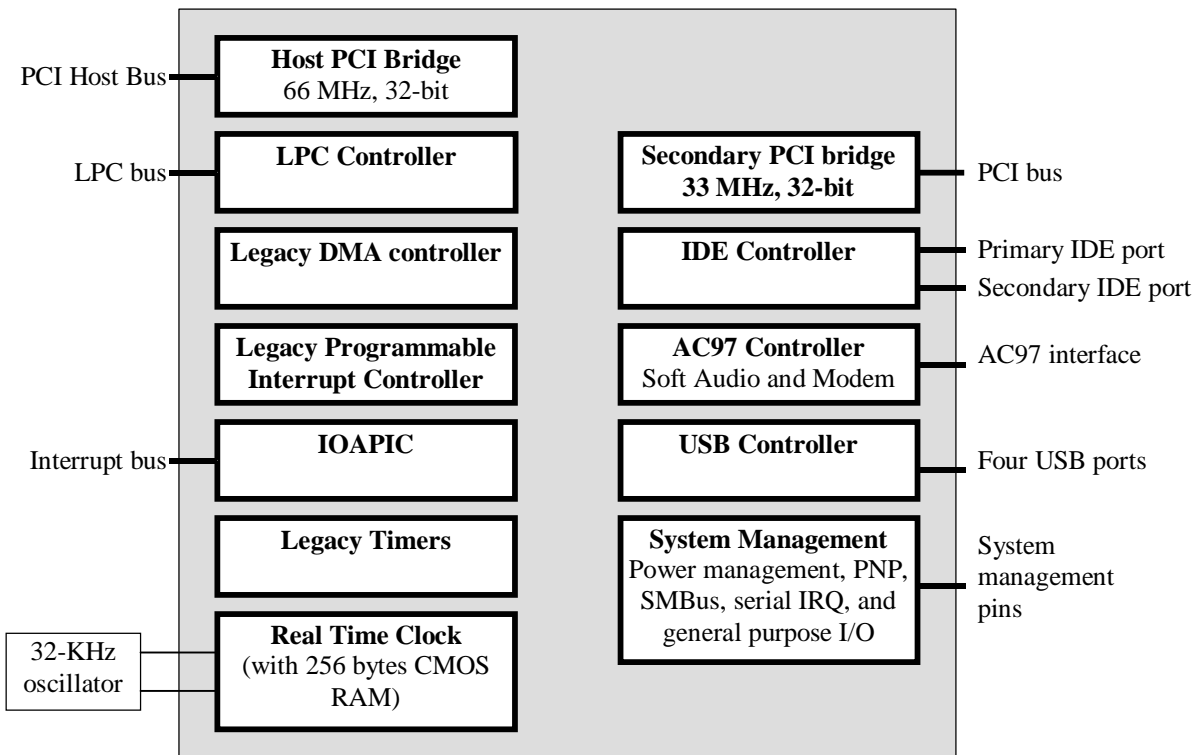 PCI Host Bus
Host PCI Bridge
66 MHz, 32-bit
LPC bus
LPC Controller
Secondary PCI bridge
33 MHz, 32-bit
PCI bus
Legacy DMA controller
IDE Controller
Primary IDE port
Secondary IDE port
Legacy Programmable
Interrupt Controller
AC97 Controller
Soft Audio and Modem
AC97 interface
Interrupt bus
IOAPIC
USB Controller
Four USB ports
Legacy Timers
System Management
Power management, PNP,
SMBus, serial IRQ, and
general purpose I/O
System
management
pins
32-KHz
oscillator
Real Time Clock
(with 256 bytes CMOS
RAM)